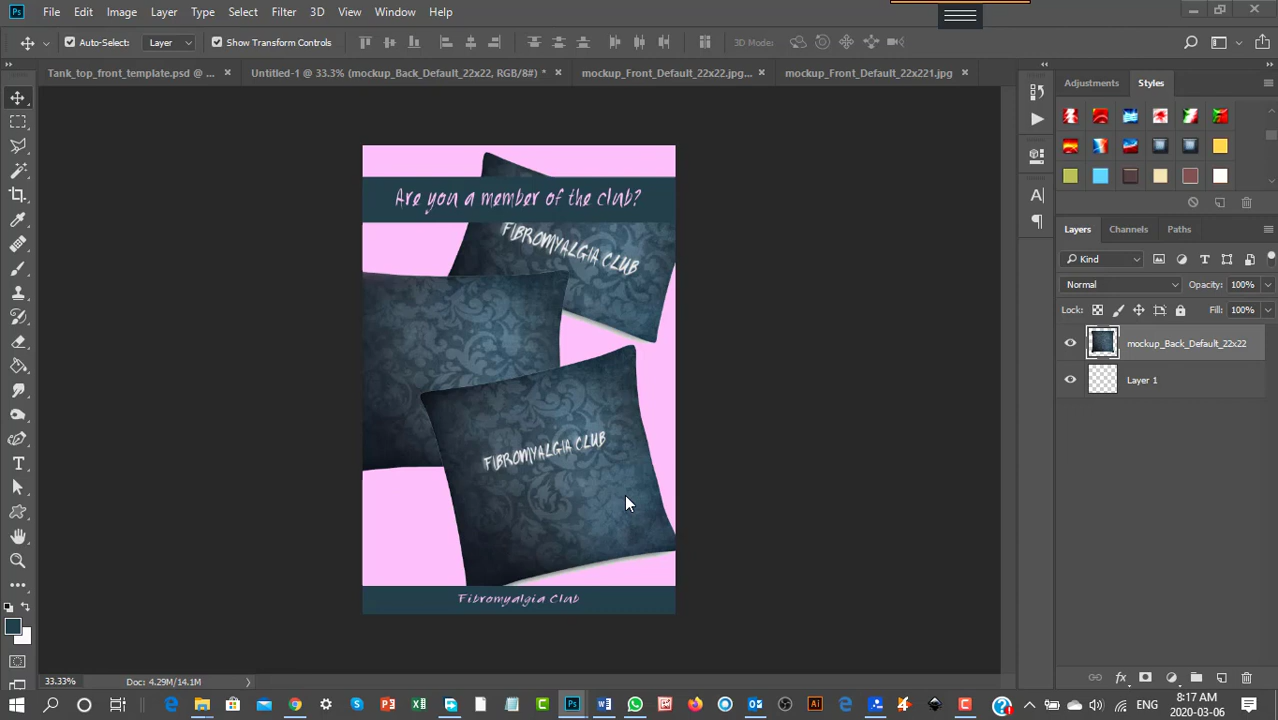 File Edit Image Layer Type Select Filter 3D View Window Help
Auto-Select: Layer Show Transform Controls 3D Mode:
Tank_top_front_template.psd @ ... × Untitled-1 @ 33.3% (mockup_Back_Default_22x22, RGB/8#) * × mockup_Front_Default_22x22.jpg... × mockup_Front_Default_22x221.jpg ×
Adjustments Styles
Are you a member of the club?
FIBROMYALGIA CLUB
FIBROMYALGIA CLUB
Fibromyalgia Club
Layers Channels Paths
Kind
Normal Opacity: 100%
Lock: Fill: 100%
mockup_Back_Default_22x22
Layer 1
33.33% Doc: 4.29M/14.1M
8:17 AM
ENG
2020-03-06